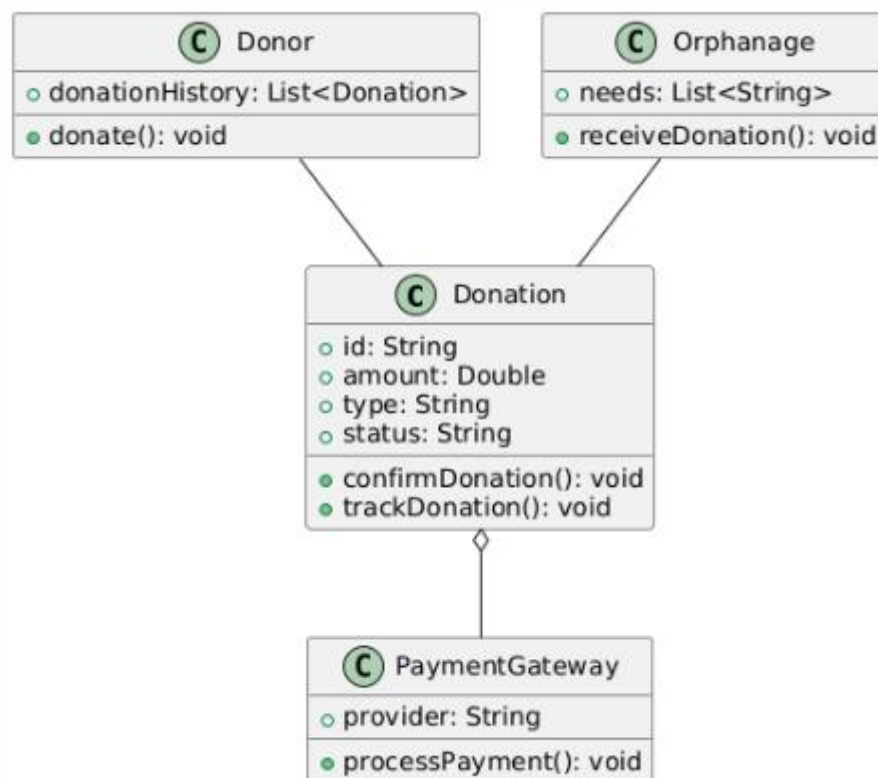 C Donor
donationHistory: List<Donation>
donate(): void
C Orphanage
needs: List<String>
receiveDonation(): void
C Donation
id: String
amount: Double
type: String
status: String
confirmDonation(): void
trackDonation(): void
C PaymentGateway
provider: String
processPayment(): void